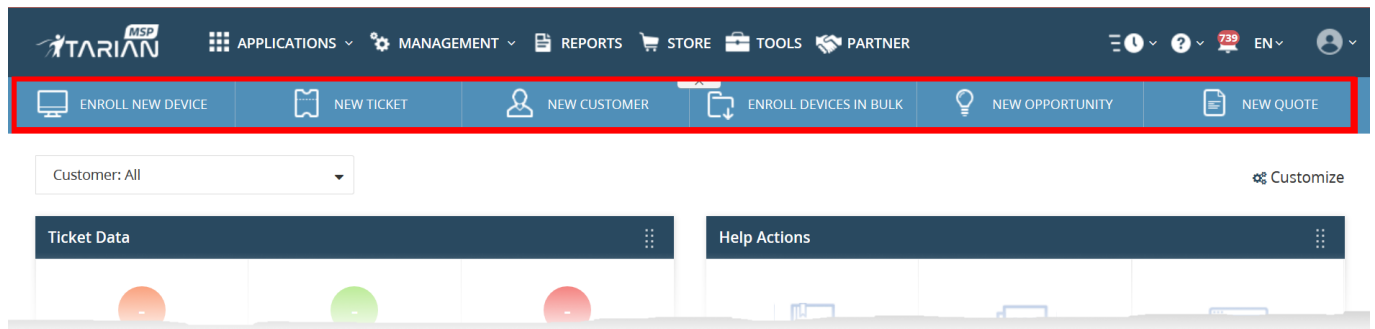 ITARIAN MSP APPLICATIONS MANAGEMENT REPORTS STORE TOOLS PARTNER 739 EN
ENROLL NEW DEVICE NEW TICKET NEW CUSTOMER ENROLL DEVICES IN BULK NEW OPPORTUNITY NEW QUOTE
Customer: All Customize
Ticket Data Help Actions
- - -